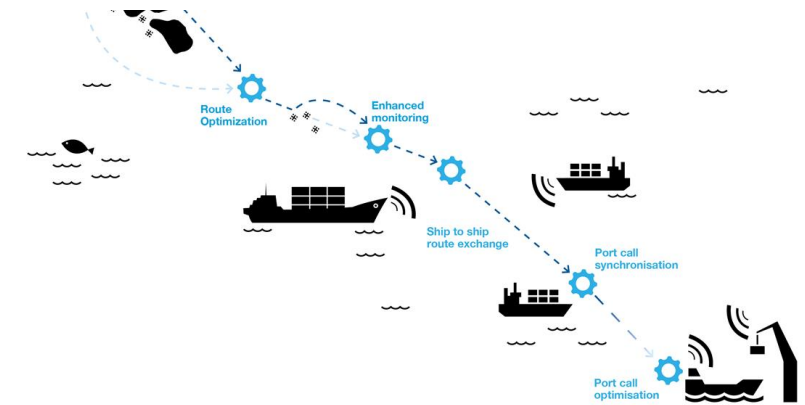 Route
Optimization
Enhanced
monitoring
Ship to ship
route exchange
Port call
synchronisation
Port call
optimisation